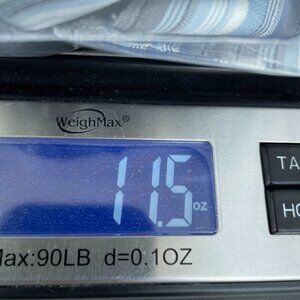 WeighMax®
11.5 oz
TA
HO
Max:90LB d=0.1OZ